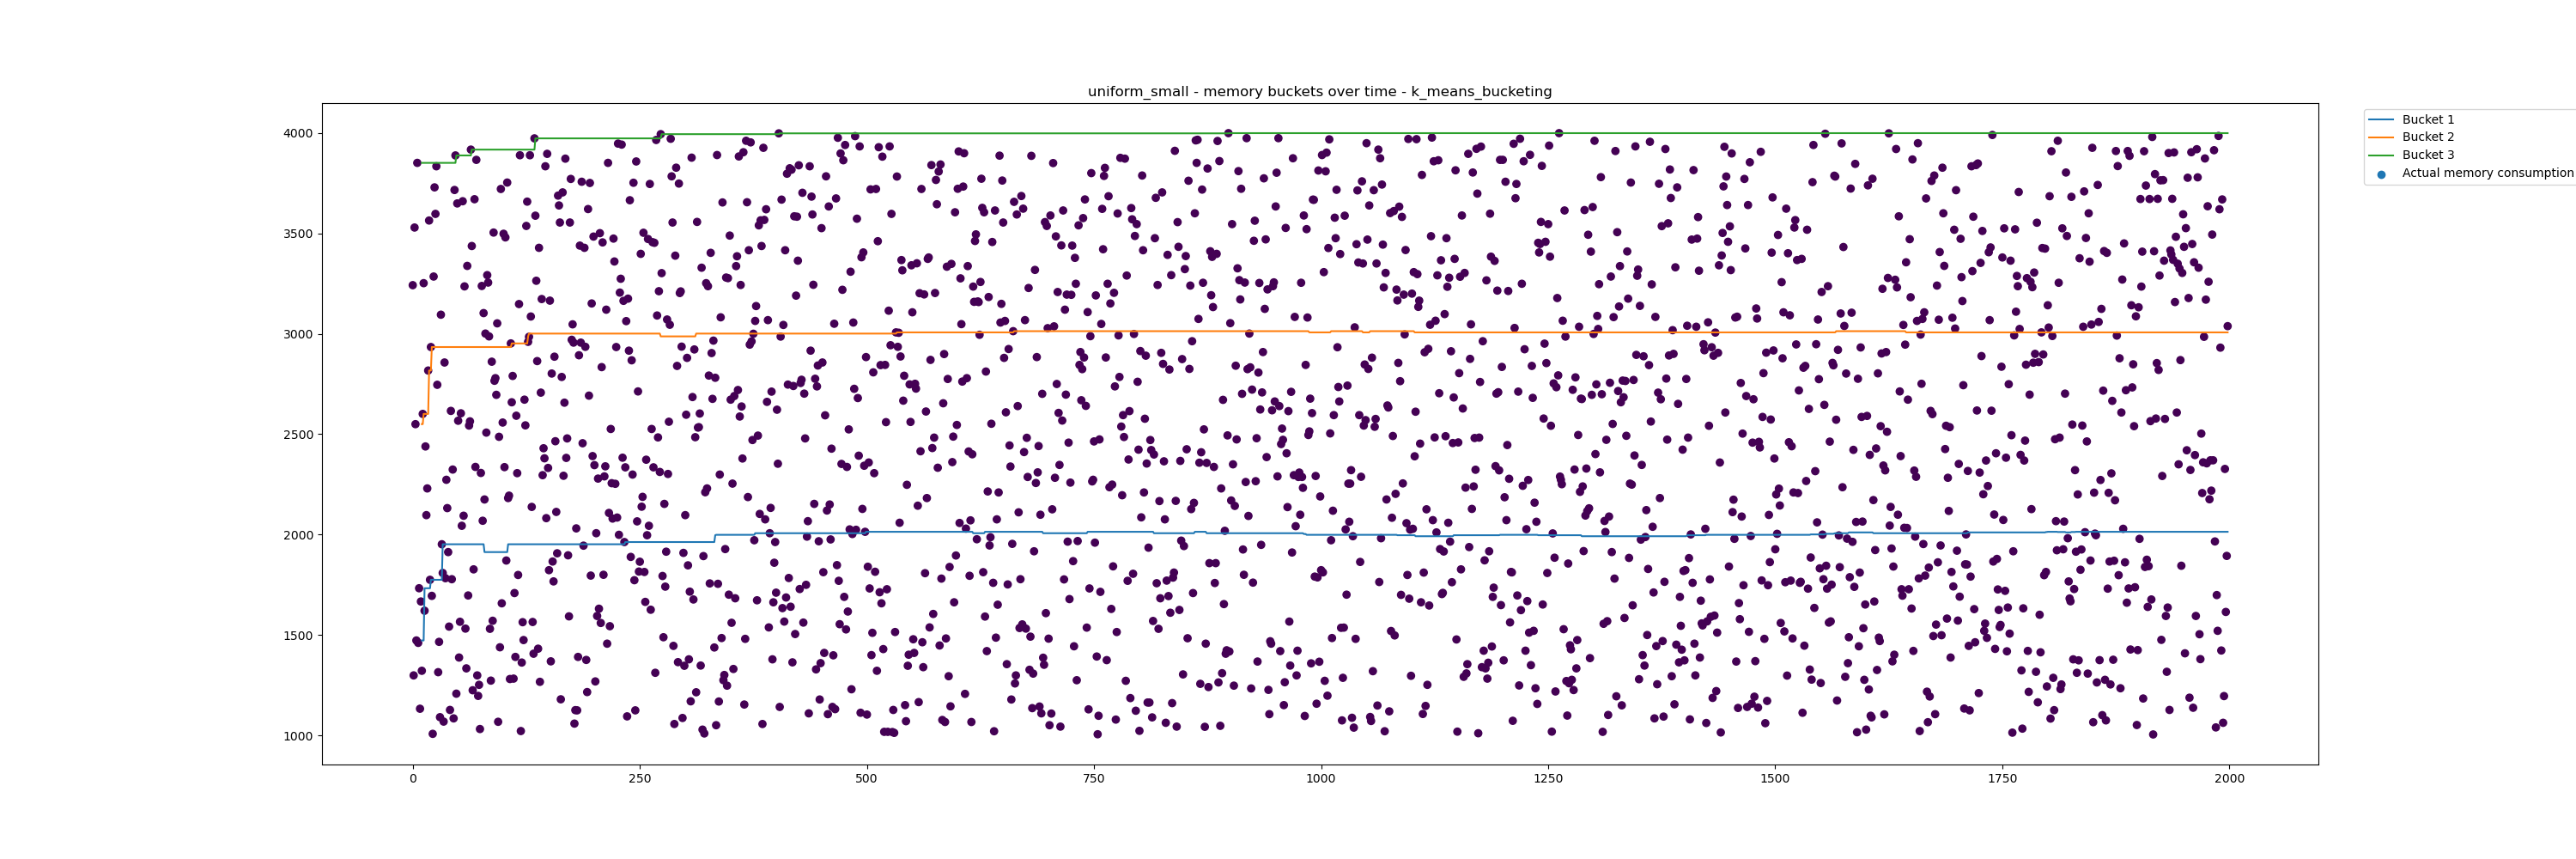 uniform_small - memory buckets over time - k_means_bucketing
4000
3500
3000
2500
2000
1500
1000
0 250 500 750 1000 1250 1500 1750 2000
Bucket 1
Bucket 2
Bucket 3
Actual memory consumption